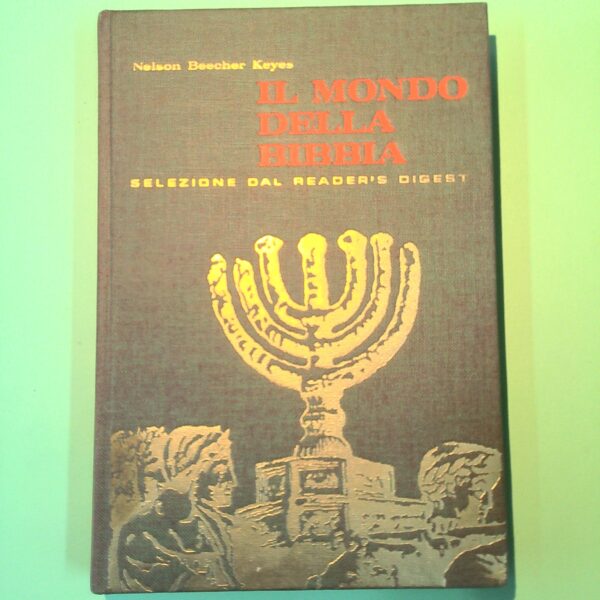 Nelson Beecher Keyes
IL MONDO
DELLA
BIBBIA
SELEZIONE DAL READER'S DIGEST